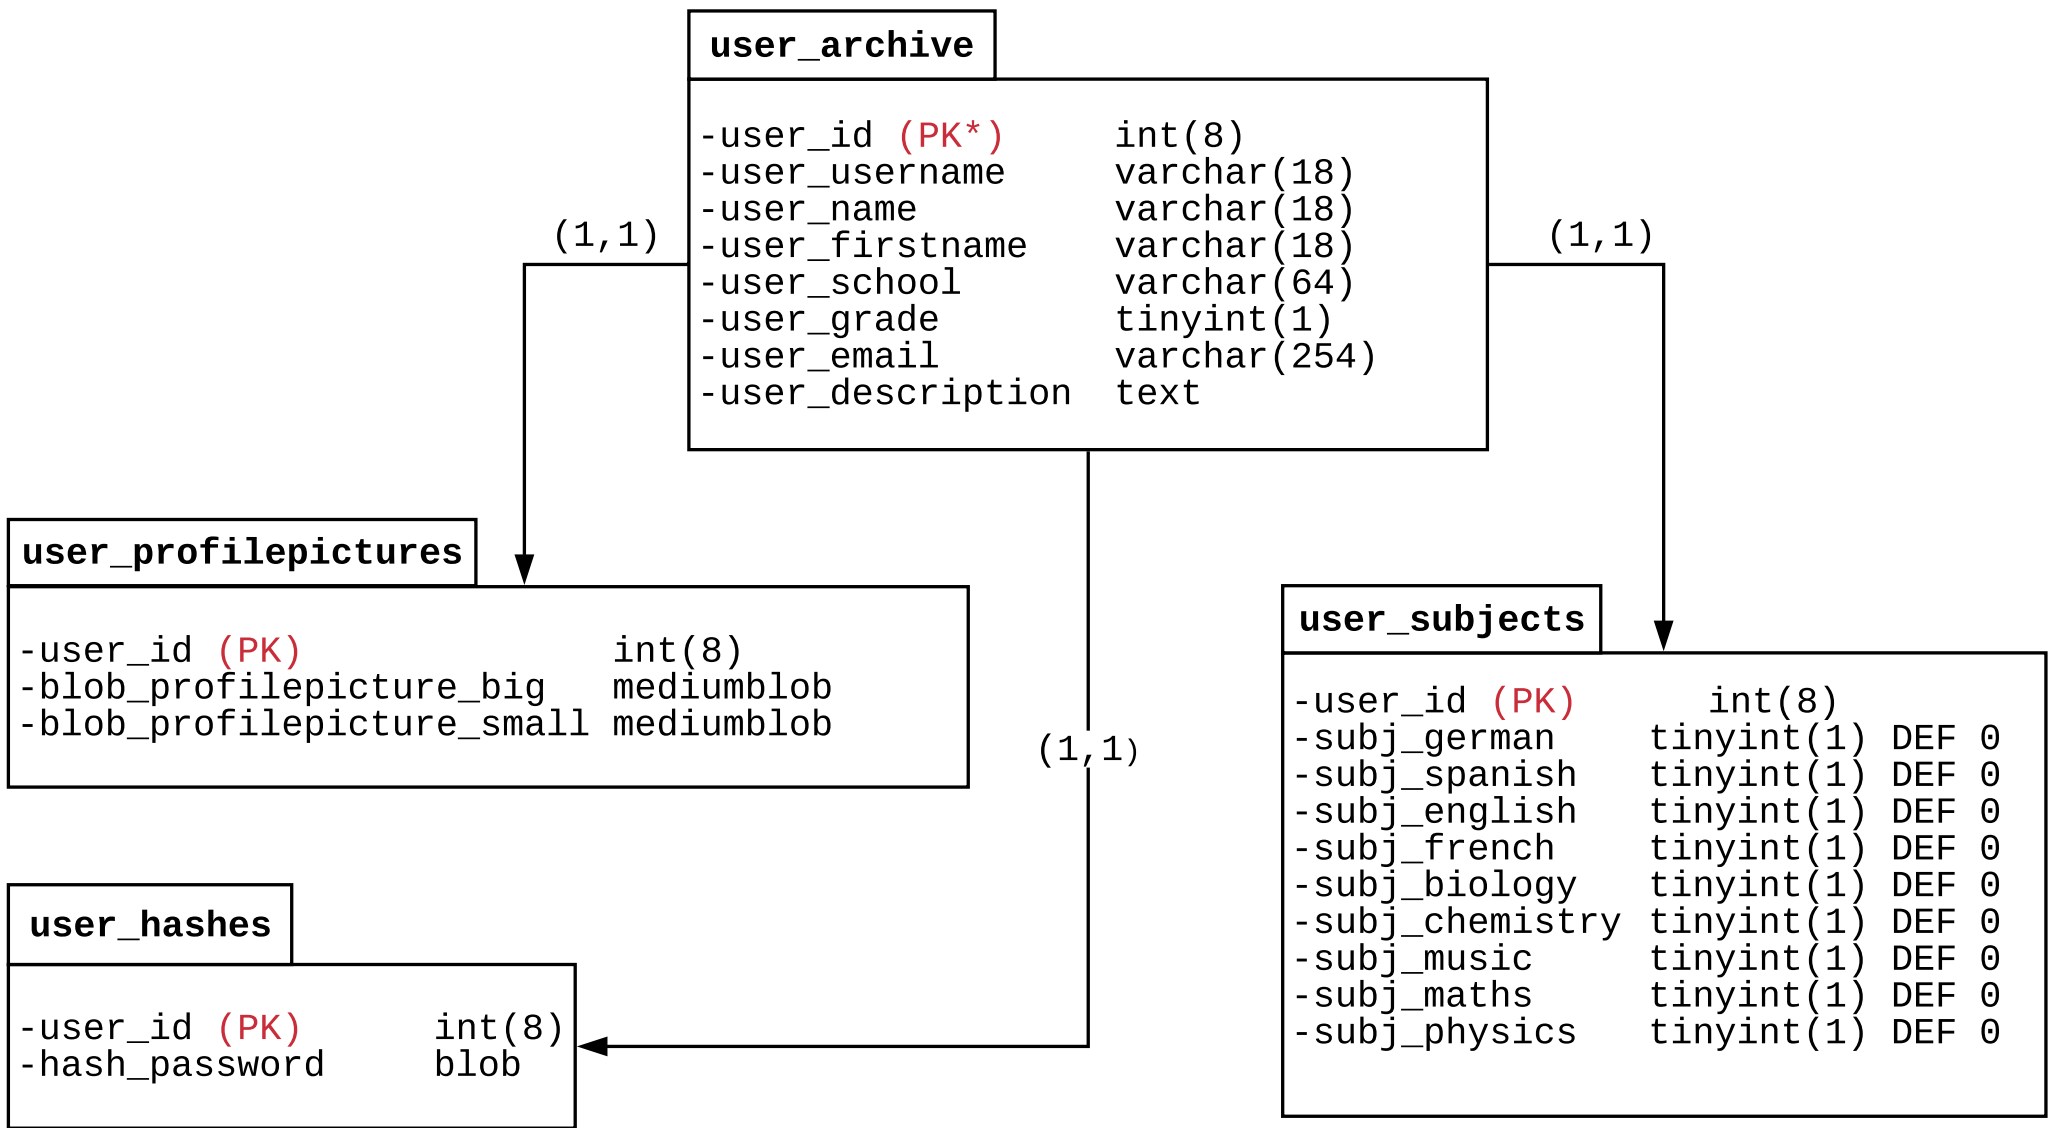 user_archive
-user_id (PK*) int(8)
-user_username varchar(18)
-user_name varchar(18)
-user_firstname varchar(18)
-user_school varchar(64)
-user_grade tinyint(1)
-user_email varchar(254)
-user_description text
(1,1)
(1,1)
user_profilepictures
-user_id (PK) int(8)
-blob_profilepicture_big mediumblob
-blob_profilepicture_small mediumblob
(1,1)
user_subjects
-user_id (PK) int(8)
-subj_german tinyint(1) DEF 0
-subj_spanish tinyint(1) DEF 0
-subj_english tinyint(1) DEF 0
-subj_french tinyint(1) DEF 0
-subj_biology tinyint(1) DEF 0
-subj_chemistry tinyint(1) DEF 0
-subj_music tinyint(1) DEF 0
-subj_maths tinyint(1) DEF 0
-subj_physics tinyint(1) DEF 0
user_hashes
-user_id (PK) int(8)
-hash_password blob